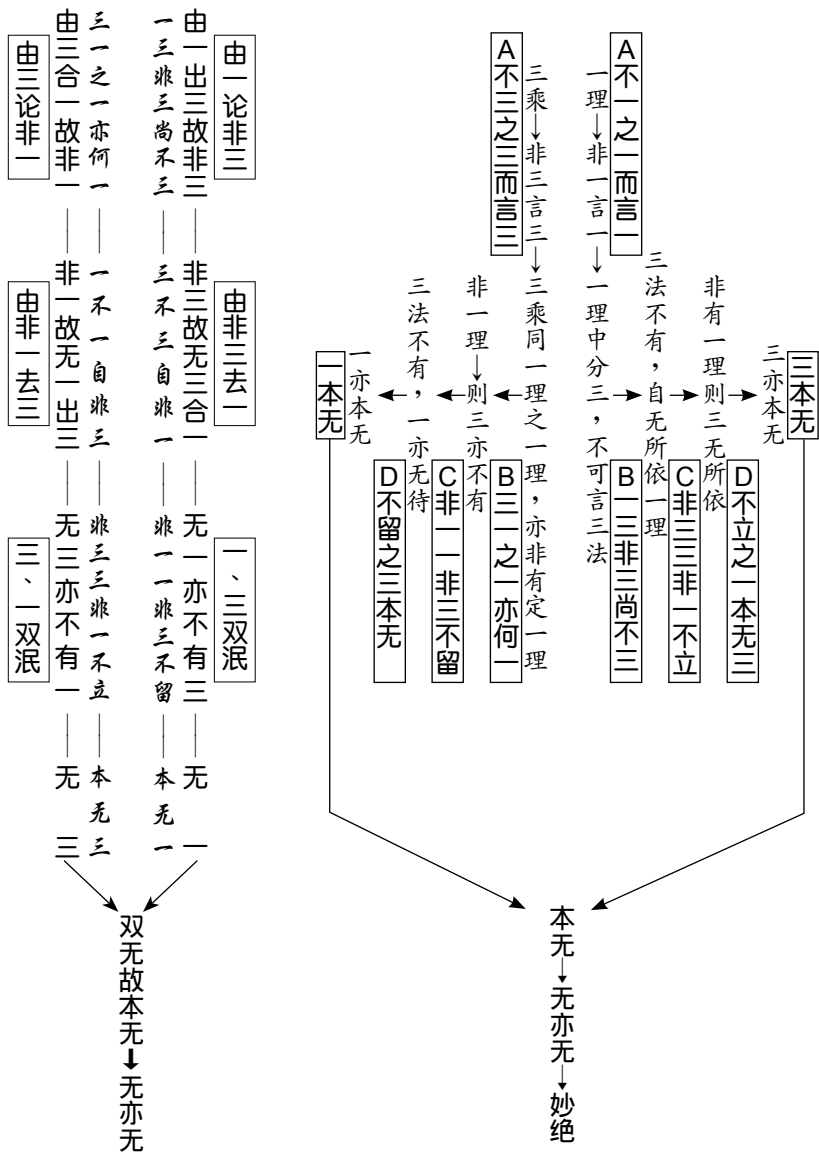 三本无
三亦本无
D不立之一本无三
非有一理则三无所依
C非三三非一不立
三法不有，自无所依一理
B一三非三尚不三
A不一之一而言一
一理→非一言一→一理中分三，不可言三法
三乘→非三言三→三乘同一理之一理，亦非有定一理
A不三之三而言三
B三一之一亦何一
非一理→则三亦不有
C非一一非三不留
三法不有，一亦无待
D不留之三本无一
一亦本无
一本无
本无→无亦无→妙绝
由一论非三
由非三去一
一、三双泯
由一出三故非三——非三故无三合一——无一亦不有三——无一
一三非三尚不三——三不三自非一——非一一非三不留——本无一
三一之一亦何一——一不一自非三——非三三非一不立——本无三
由三合一故非一——非一故无一出三——无三亦不有一——无三
由三论非一
由非一去三
三、一双泯
双无故本无→无亦无